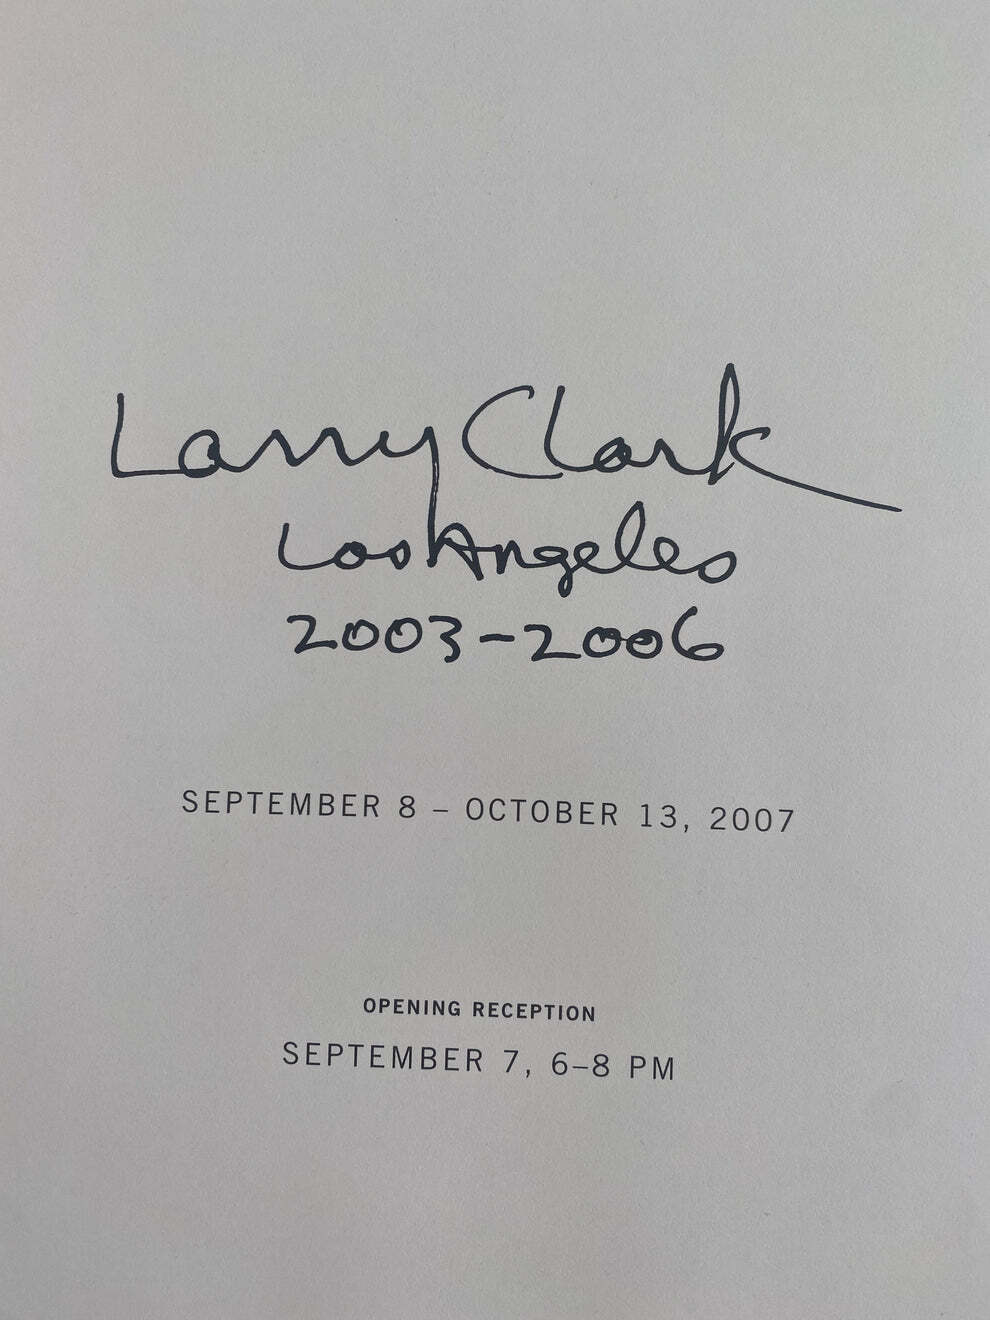 Larry Clark
Los Angeles
2003-2006
SEPTEMBER 8 – OCTOBER 13, 2007
OPENING RECEPTION
SEPTEMBER 7, 6–8 PM